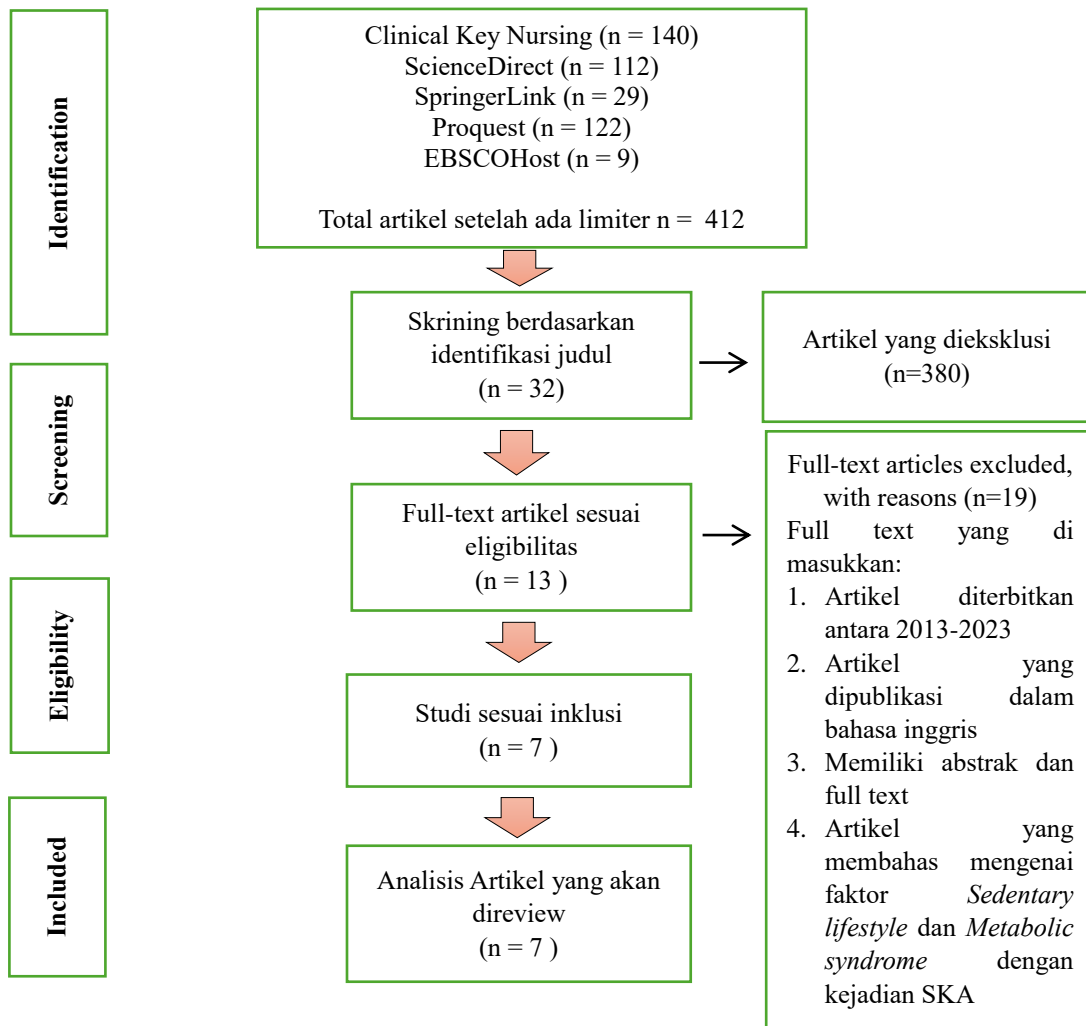 Identification
Clinical Key Nursing (n = 140)
ScienceDirect (n = 112)
SpringerLink (n = 29)
Proquest (n = 122)
EBSCOHost (n = 9)
Total artikel setelah ada limiter n =  412
Screening
Skrining berdasarkan
identifikasi judul
(n = 32)
Artikel yang dieksklusi
(n=380)
Eligibility
Full-text artikel sesuai
eligibilitas
(n = 13 )
Full-text articles excluded,
with reasons (n=19)
Full text yang di
masukkan:
1. Artikel diterbitkan
antara 2013-2023
2. Artikel yang
dipublikasi dalam
bahasa inggris
3. Memiliki abstrak dan
full text
4. Artikel yang
membahas mengenai
faktor Sedentary
lifestyle dan Metabolic
syndrome dengan
kejadian SKA
Studi sesuai inklusi
(n = 7 )
Included
Analisis Artikel yang akan
direview
(n = 7 )